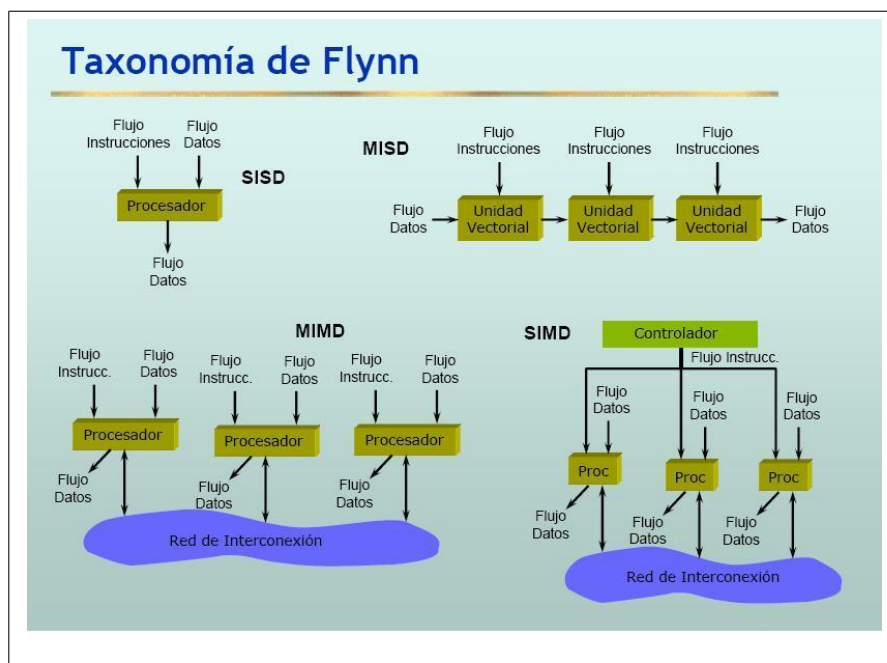 Taxonomía de Flynn
Flujo
Instrucciones
Flujo
Datos
SISD
Procesador
Flujo
Datos
MISD
Flujo
Instrucciones
Flujo
Instrucciones
Flujo
Instrucciones
Flujo
Datos
Unidad
Vectorial
Unidad
Vectorial
Unidad
Vectorial
Flujo
Datos
MIMD
Flujo
Instrucc.
Flujo
Datos
Flujo
Instrucc.
Flujo
Datos
Flujo
Instrucc.
Flujo
Datos
Procesador
Procesador
Procesador
Flujo
Datos
Flujo
Datos
Flujo
Datos
Red de Interconexión
SIMD
Controlador
Flujo Instrucc.
Flujo
Datos
Flujo
Datos
Flujo
Datos
Proc
Proc
Proc
Flujo
Datos
Flujo
Datos
Flujo
Datos
Red de Interconexión